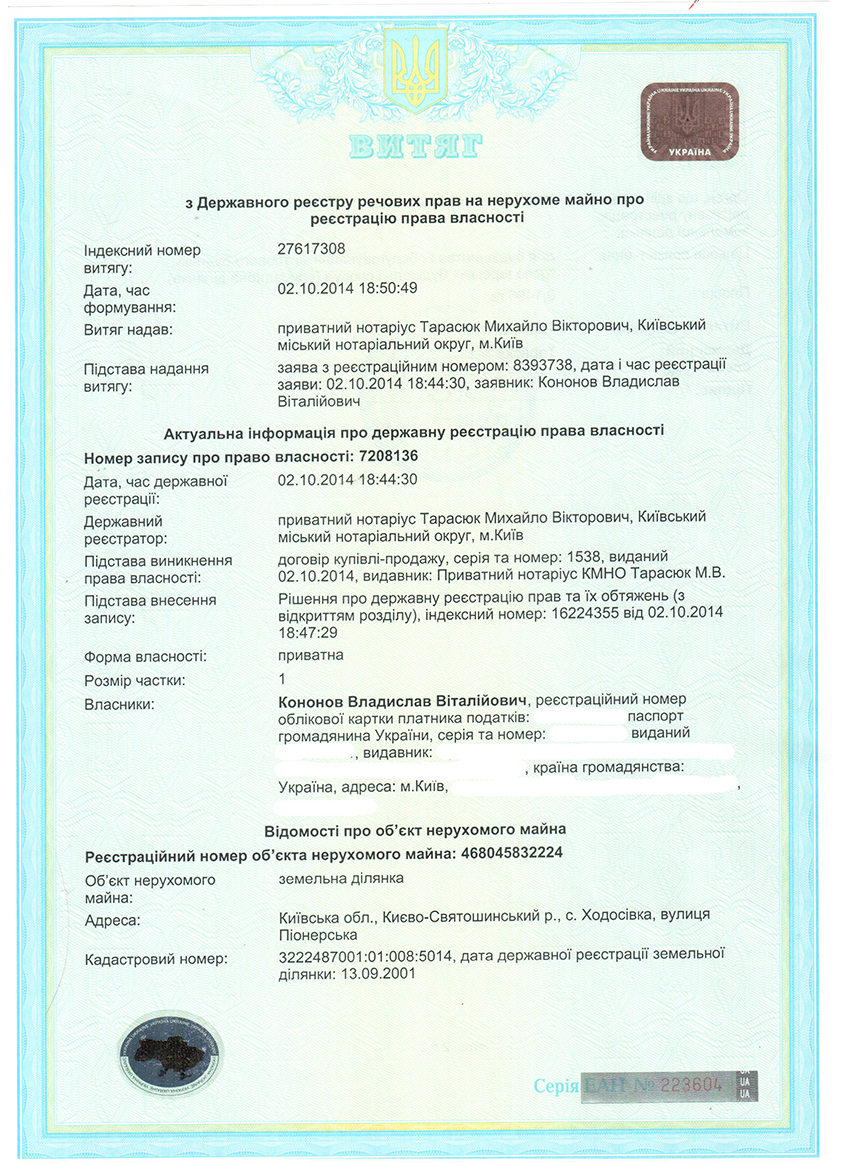 ВИТЯГ
УКРАЇНА
з Державного реєстру речових прав на нерухоме майно про
реєстрацію права власності
Індексний номер
витягу:
27617308
Дата, час
формування:
02.10.2014 18:50:49
Витяг надав:
приватний нотаріус Тарасюк Михайло Вікторович, Київський
міський нотаріальний округ, м.Київ
Підстава надання
витягу:
заява з реєстраційним номером: 8393738, дата і час реєстрації
заяви: 02.10.2014 18:44:30, заявник: Кононов Владислав
Віталійович
Актуальна інформація про державну реєстрацію права власності
Номер запису про право власності: 7208136
Дата, час державної
реєстрації:
02.10.2014 18:44:30
Державний
реєстратор:
приватний нотаріус Тарасюк Михайло Вікторович, Київський
міський нотаріальний округ, м.Київ
Підстава виникнення
права власності:
договір купівлі-продажу, серія та номер: 1538, виданий
02.10.2014, видавник: Приватний нотаріус КМНО Тарасюк М.В.
Підстава внесення
запису:
Рішення про державну реєстрацію прав та їх обтяжень (з
відкриттям розділу), індексний номер: 16224355 від 02.10.2014
18:47:29
Форма власності:
приватна
Розмір частки:
1
Власники:
Кононов Владислав Віталійович, реєстраційний номер
облікової картки платника податків: паспорт
громадянина України, серія та номер: виданий
, видавник:
, країна громадянства:
Україна, адреса: м.Київ, ,
Відомості про об'єкт нерухомого майна
Реєстраційний номер об'єкта нерухомого майна: 468045832224
Об'єкт нерухомого
майна:
земельна ділянка
Адреса:
Київська обл., Києво-Святошинський р., с. Ходосівка, вулиця
Піонерська
Кадастровий номер:
3222487001:01:008:5014, дата державної реєстрації земельної
ділянки: 13.09.2001
Серія ЕАН № 223604
UA
UA